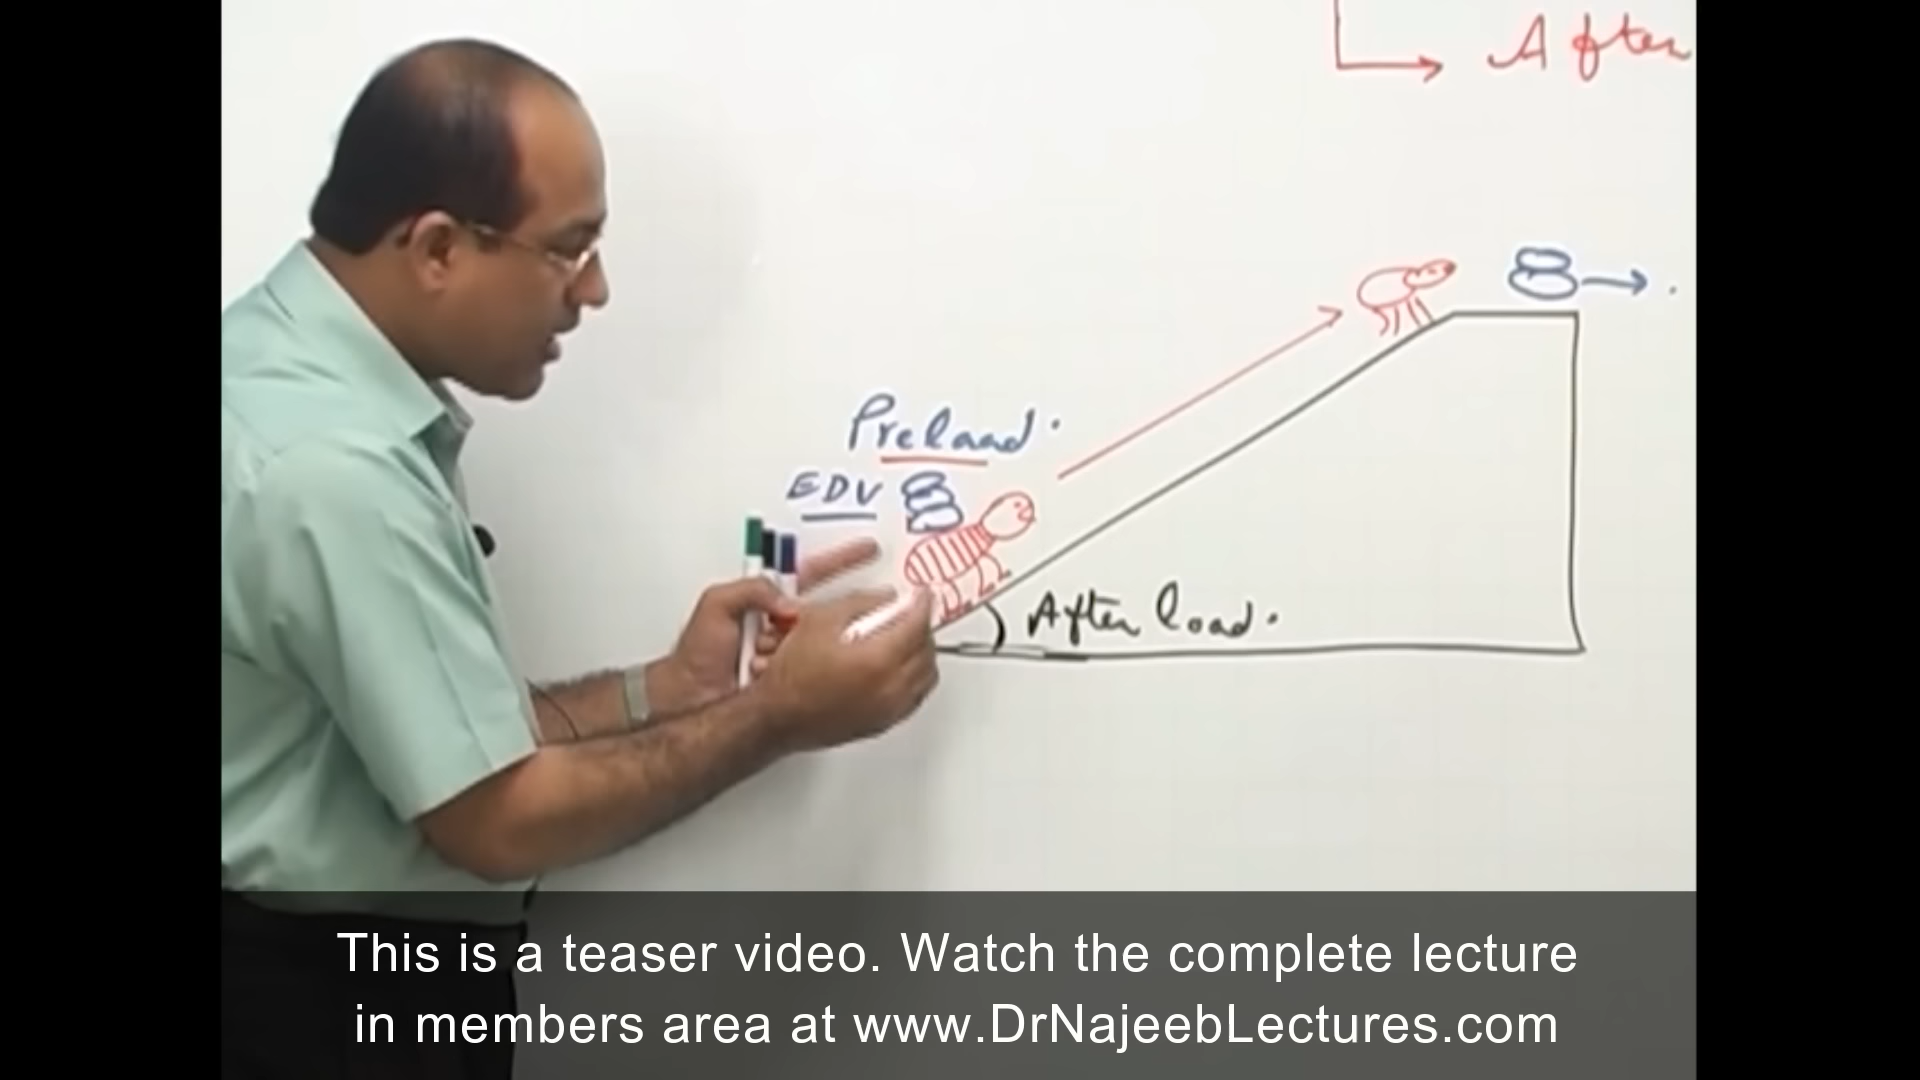 After
Preload.
EDV
After load.
This is a teaser video. Watch the complete lecture
in members area at www.DrNajeebLectures.com